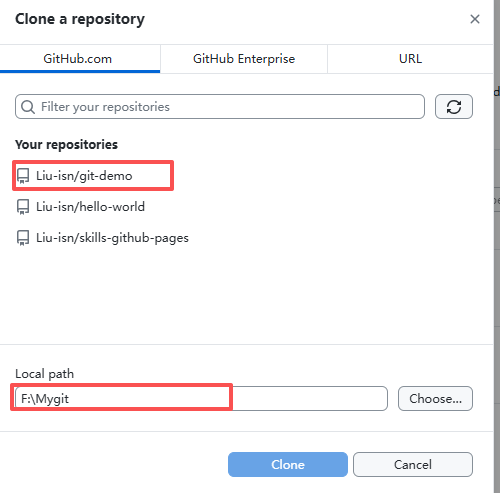 Clone a repository
GitHub.com GitHub Enterprise URL
Filter your repositories
Your repositories
Liu-isn/git-demo
Liu-isn/hello-world
Liu-isn/skills-github-pages
Local path
F:\Mygit Choose...
Clone Cancel